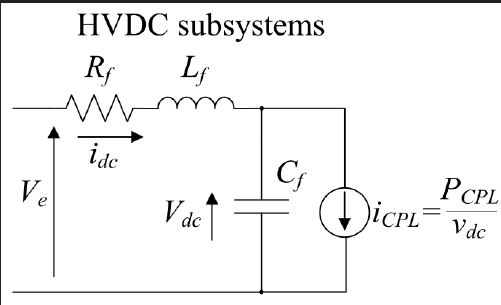 HVDC subsystems
R_f
L_f
i_dc
V_e
V_dc
C_f
i_CPL = P_CPL / v_dc